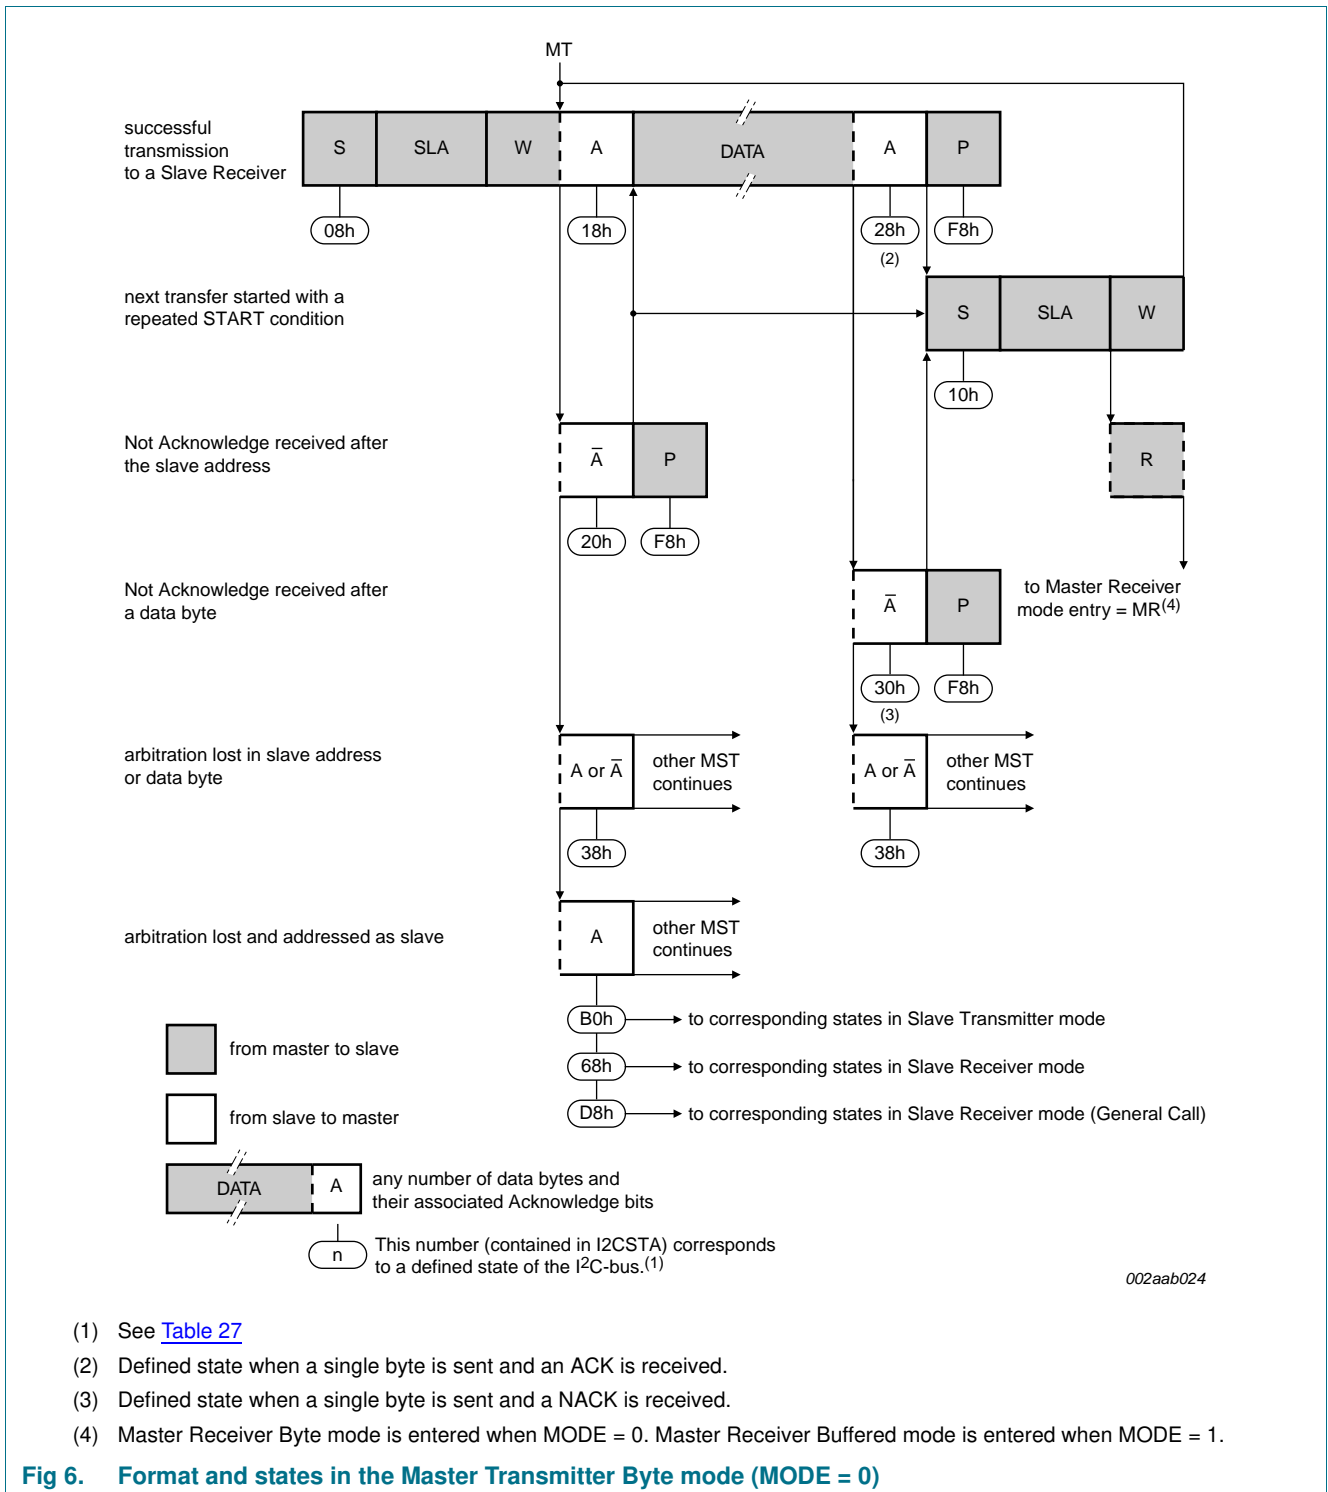 MT
successful
transmission
to a Slave Receiver
S SLA W A DATA A P
08h 18h 28h F8h
(2)
next transfer started with a
repeated START condition
S SLA W
10h
Not Acknowledge received after
the slave address
A̅ P R
20h F8h
Not Acknowledge received after
a data byte
A̅ P
to Master Receiver
mode entry = MR(4)
30h F8h
(3)
arbitration lost in slave address
or data byte
A or A̅
other MST
continues
A or A̅
other MST
continues
38h 38h
arbitration lost and addressed as slave
A
other MST
continues
B0h to corresponding states in Slave Transmitter mode
from master to slave
68h to corresponding states in Slave Receiver mode
from slave to master
D8h to corresponding states in Slave Receiver mode (General Call)
DATA A
any number of data bytes and
their associated Acknowledge bits
n
This number (contained in I2CSTA) corresponds
to a defined state of the I2C-bus.(1)
002aab024
(1) See Table 27
(2) Defined state when a single byte is sent and an ACK is received.
(3) Defined state when a single byte is sent and a NACK is received.
(4) Master Receiver Byte mode is entered when MODE = 0. Master Receiver Buffered mode is entered when MODE = 1.
Fig 6. Format and states in the Master Transmitter Byte mode (MODE = 0)